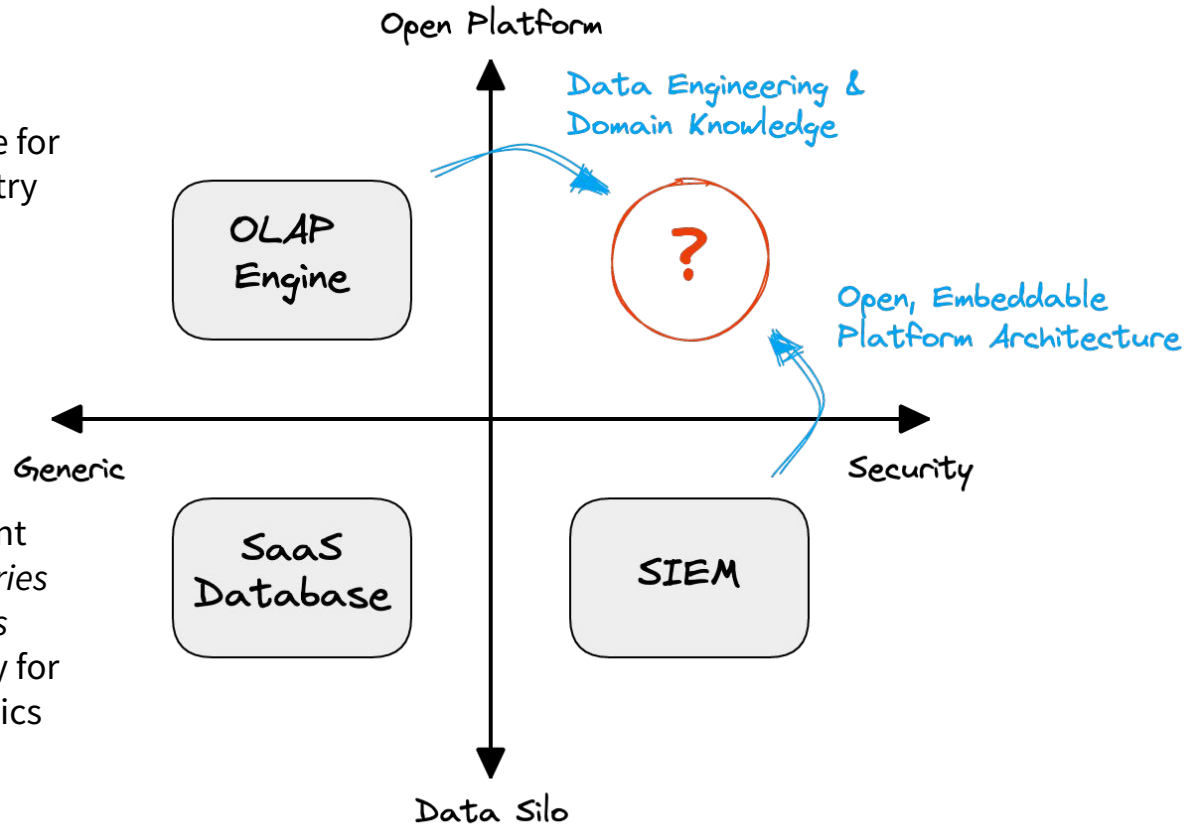 Open Platform
Data Engineering &
Domain Knowledge
e for
try
OLAP
Engine
?
Open, Embeddable
Platform Architecture
Generic
Security
nt
ries
s
y for
ics
SaaS
Database
SIEM
Data Silo